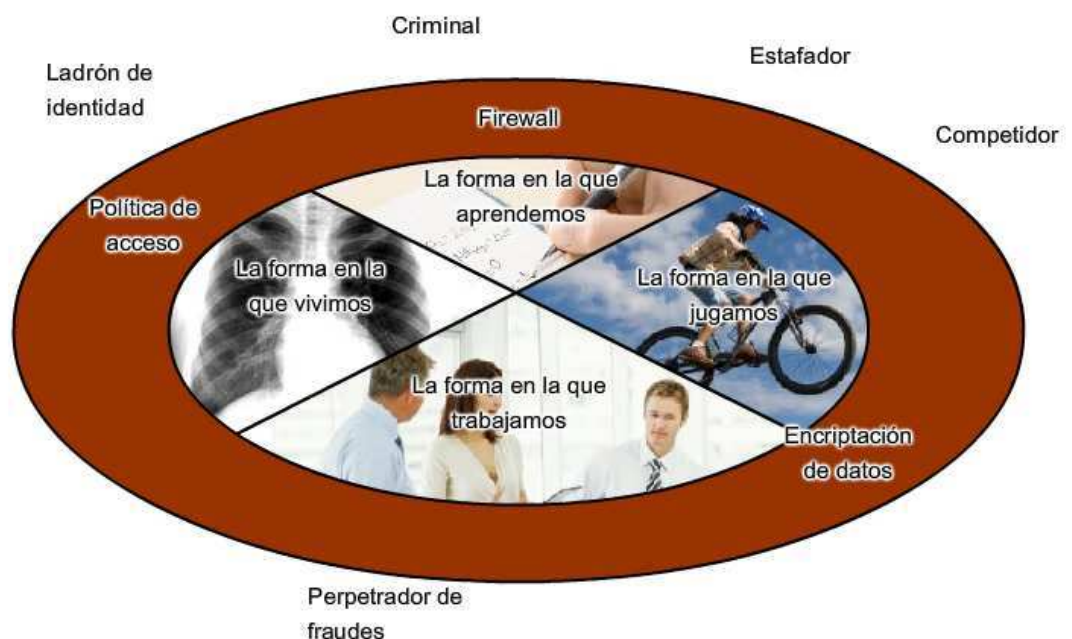 Criminal
Estafador
Ladrón de
identidad
Competidor
Firewall
Política de
acceso
La forma en la que
aprendemos
La forma en la
que vivimos
La forma en la que
jugamos
La forma en la que
trabajamos
Encriptación
de datos
Perpetrador de
fraudes